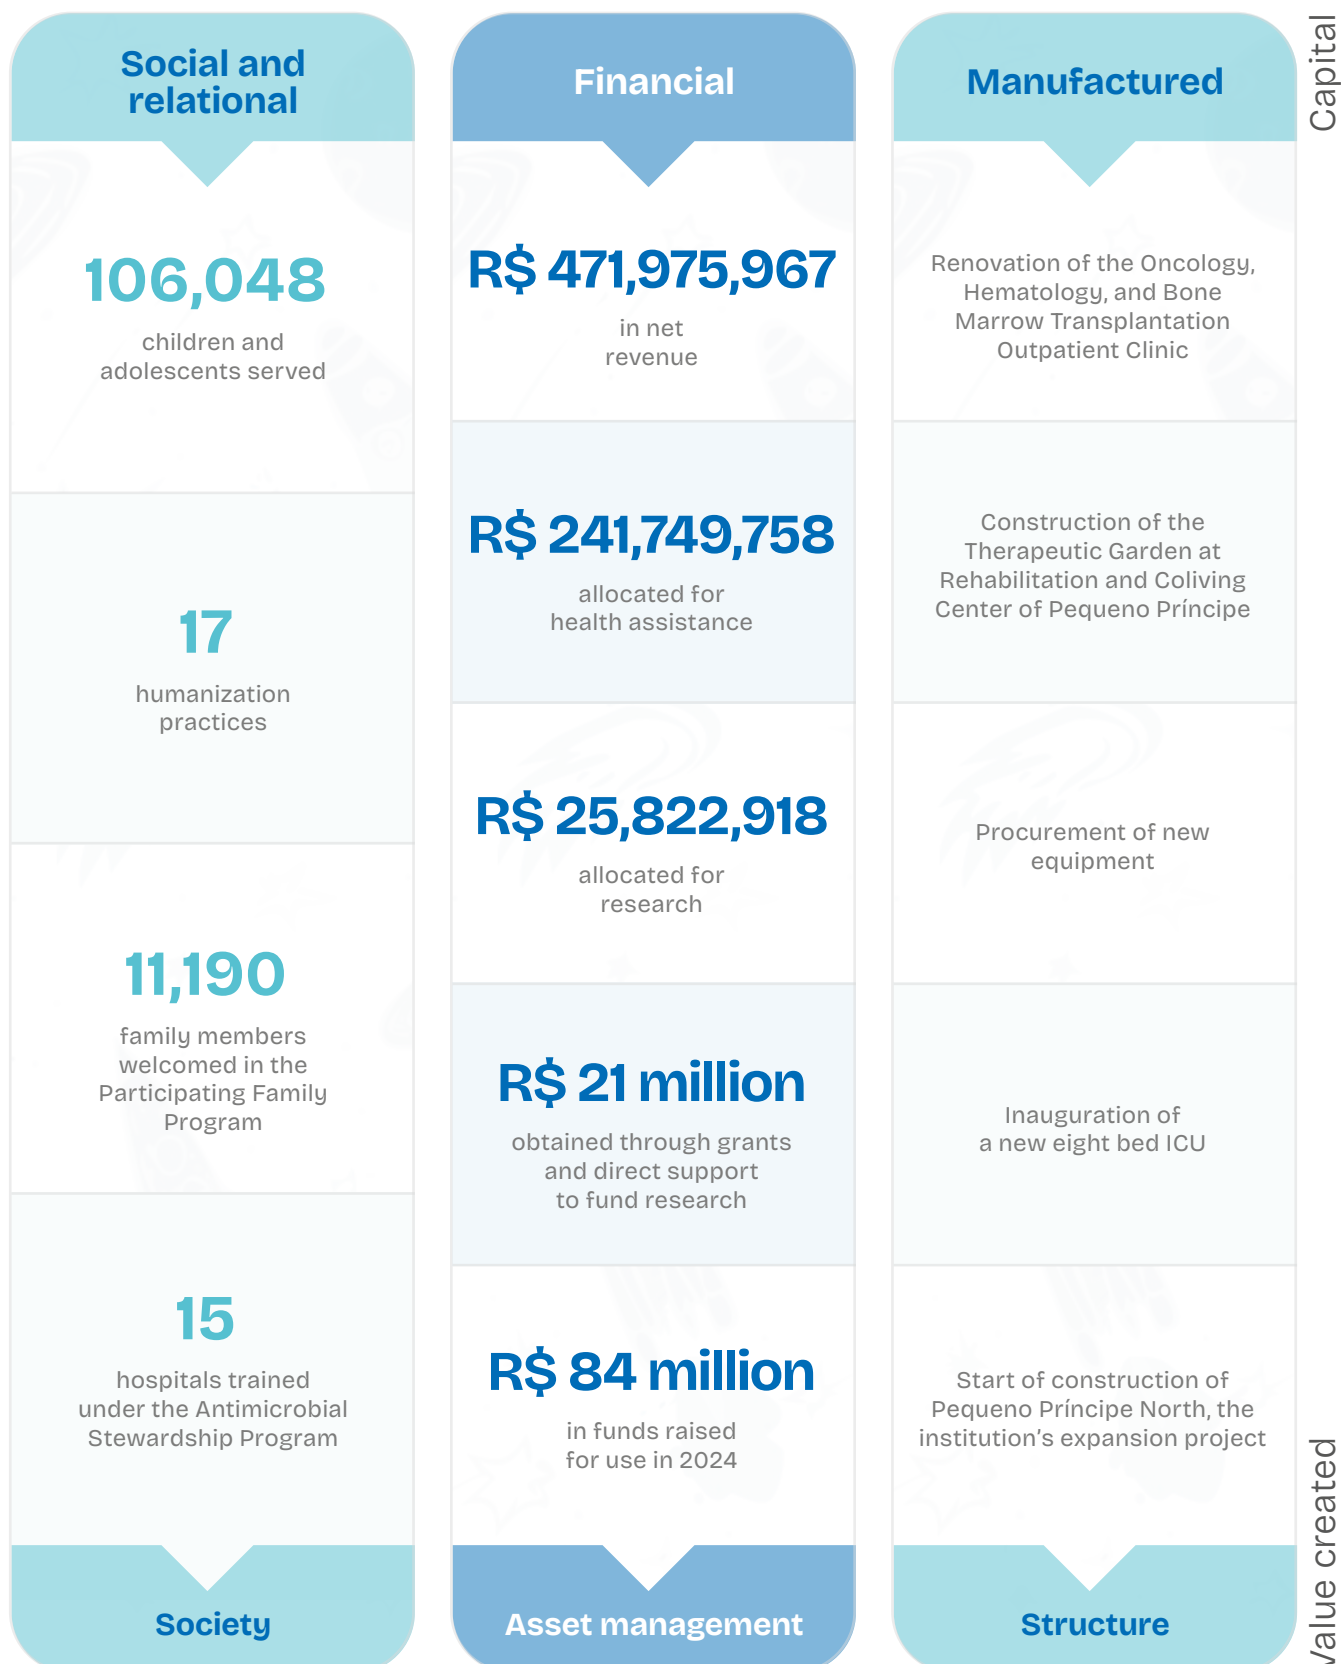 Capital
Social and
relational
106,048
children and
adolescents served
17
humanization
practices
11,190
family members
welcomed in the
Participating Family
Program
15
hospitals trained
under the Antimicrobial
Stewardship Program
Society
Financial
R$ 471,975,967
in net
revenue
R$ 241,749,758
allocated for
health assistance
R$ 25,822,918
allocated for
research
R$ 21 million
obtained through grants
and direct support
to fund research
R$ 84 million
in funds raised
for use in 2024
Asset management
Manufactured
Renovation of the Oncology,
Hematology, and Bone
Marrow Transplantation
Outpatient Clinic
Construction of the
Therapeutic Garden at
Rehabilitation and Coliving
Center of Pequeno Príncipe
Procurement of new
equipment
Inauguration of
a new eight bed ICU
Start of construction of
Pequeno Príncipe North, the
institution's expansion project
Structure
Value created